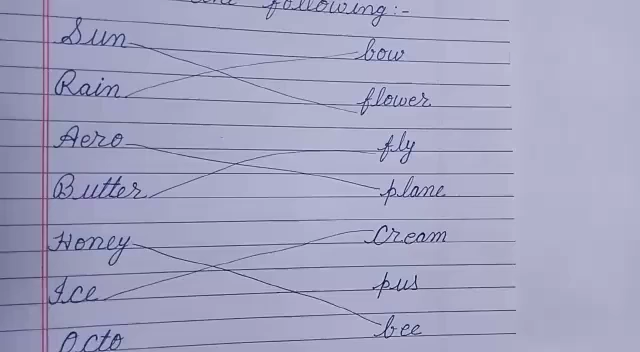 following:-
Sun bow
Rain flower
Aero fly
Butter plane
Honey cream
Ice pus
Octo bee